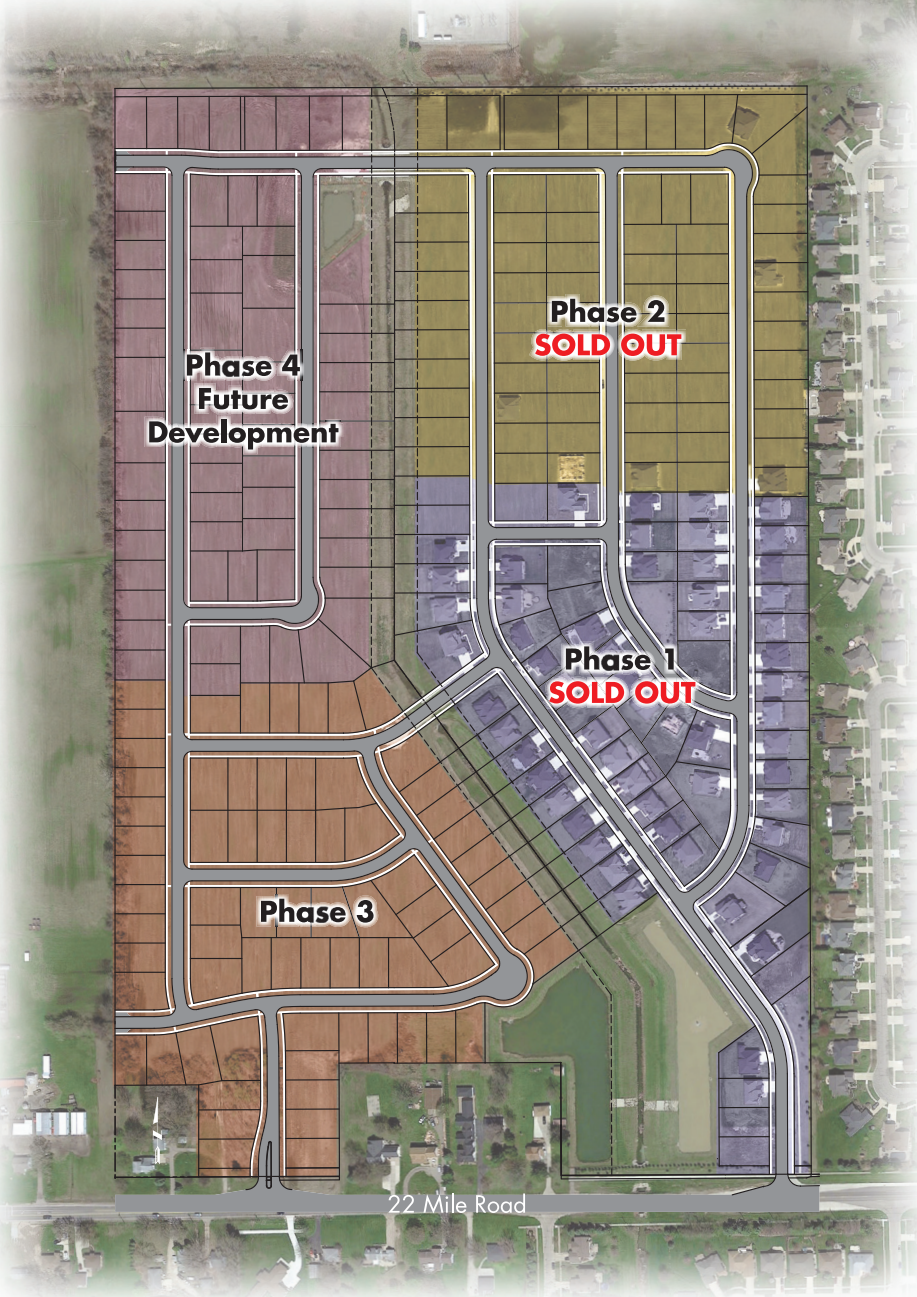 Phase 2
SOLD OUT
Phase 4
Future
Development
Phase 1
SOLD OUT
Phase 3
22 Mile Road